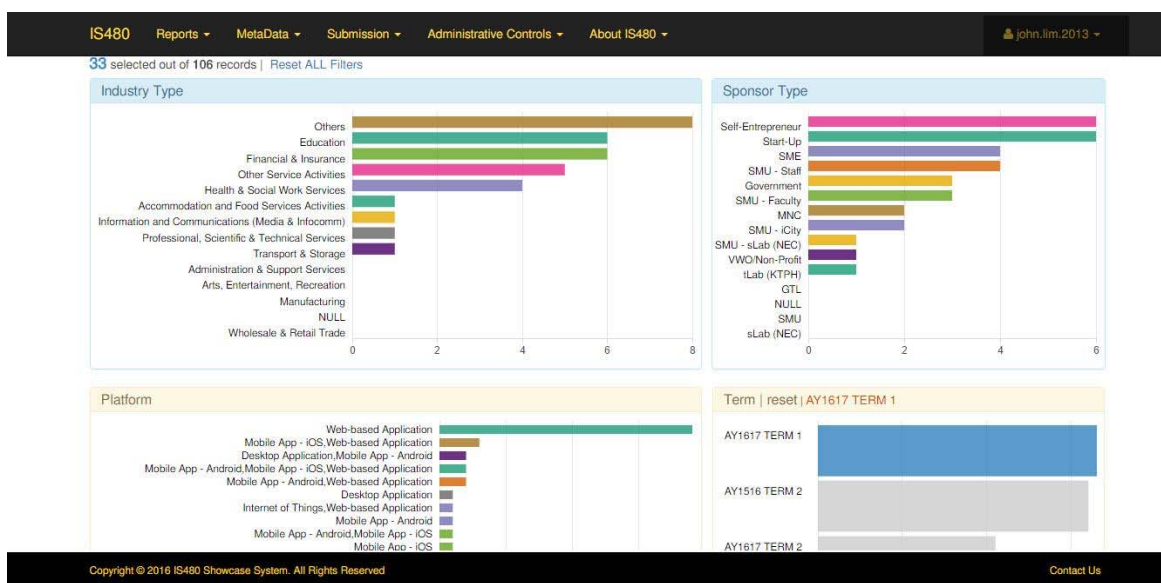 IS480 Reports MetaData Submission Administrative Controls About IS480 john.lim.2013
33 selected out of 106 records | Reset ALL Filters
Industry Type
Others
Education
Financial & Insurance
Other Service Activities
Health & Social Work Services
Accommodation and Food Services Activities
Information and Communications (Media & Infocomm)
Professional, Scientific & Technical Services
Transport & Storage
Administration & Support Services
Arts, Entertainment, Recreation
Manufacturing
NULL
Wholesale & Retail Trade
0 2 4 6 8
Sponsor Type
Self-Entrepreneur
Start-Up
SME
SMU - Staff
Government
SMU - Faculty
MNC
SMU - iCity
SMU - sLab (NEC)
VWO/Non-Profit
tLab (KTPH)
GTL
NULL
SMU
sLab (NEC)
0 2 4 6
Platform
Web-based Application
Mobile App - iOS,Web-based Application
Desktop Application,Mobile App - Android
Mobile App - Android,Mobile App - iOS,Web-based Application
Mobile App - Android,Web-based Application
Desktop Application
Internet of Things,Web-based Application
Mobile App - Android
Mobile App - Android,Mobile App - iOS
Mobile App - iOS
Term | reset | AY1617 TERM 1
AY1617 TERM 1
AY1516 TERM 2
AY1617 TERM 2
Copyright © 2016 IS480 Showcase System. All Rights Reserved Contact Us